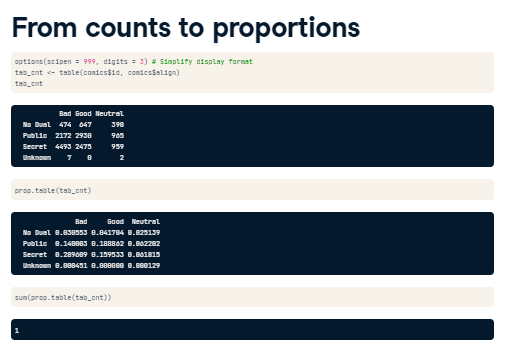 From counts to proportions
options(scipen = 999, digits = 3) # Simplify display format
tab_cnt <- table(comics$id, comics$align)
tab_cnt
Bad Good Neutral
No Dual 474 647 390
Public 2172 2930 965
Secret 4493 2475 959
Unknown 7 0 2
prop.table(tab_cnt)
Bad Good Neutral
No Dual 0.030553 0.041704 0.025139
Public 0.140003 0.188862 0.062202
Secret 0.289609 0.159533 0.061815
Unknown 0.000451 0.000000 0.000129
sum(prop.table(tab_cnt))
1